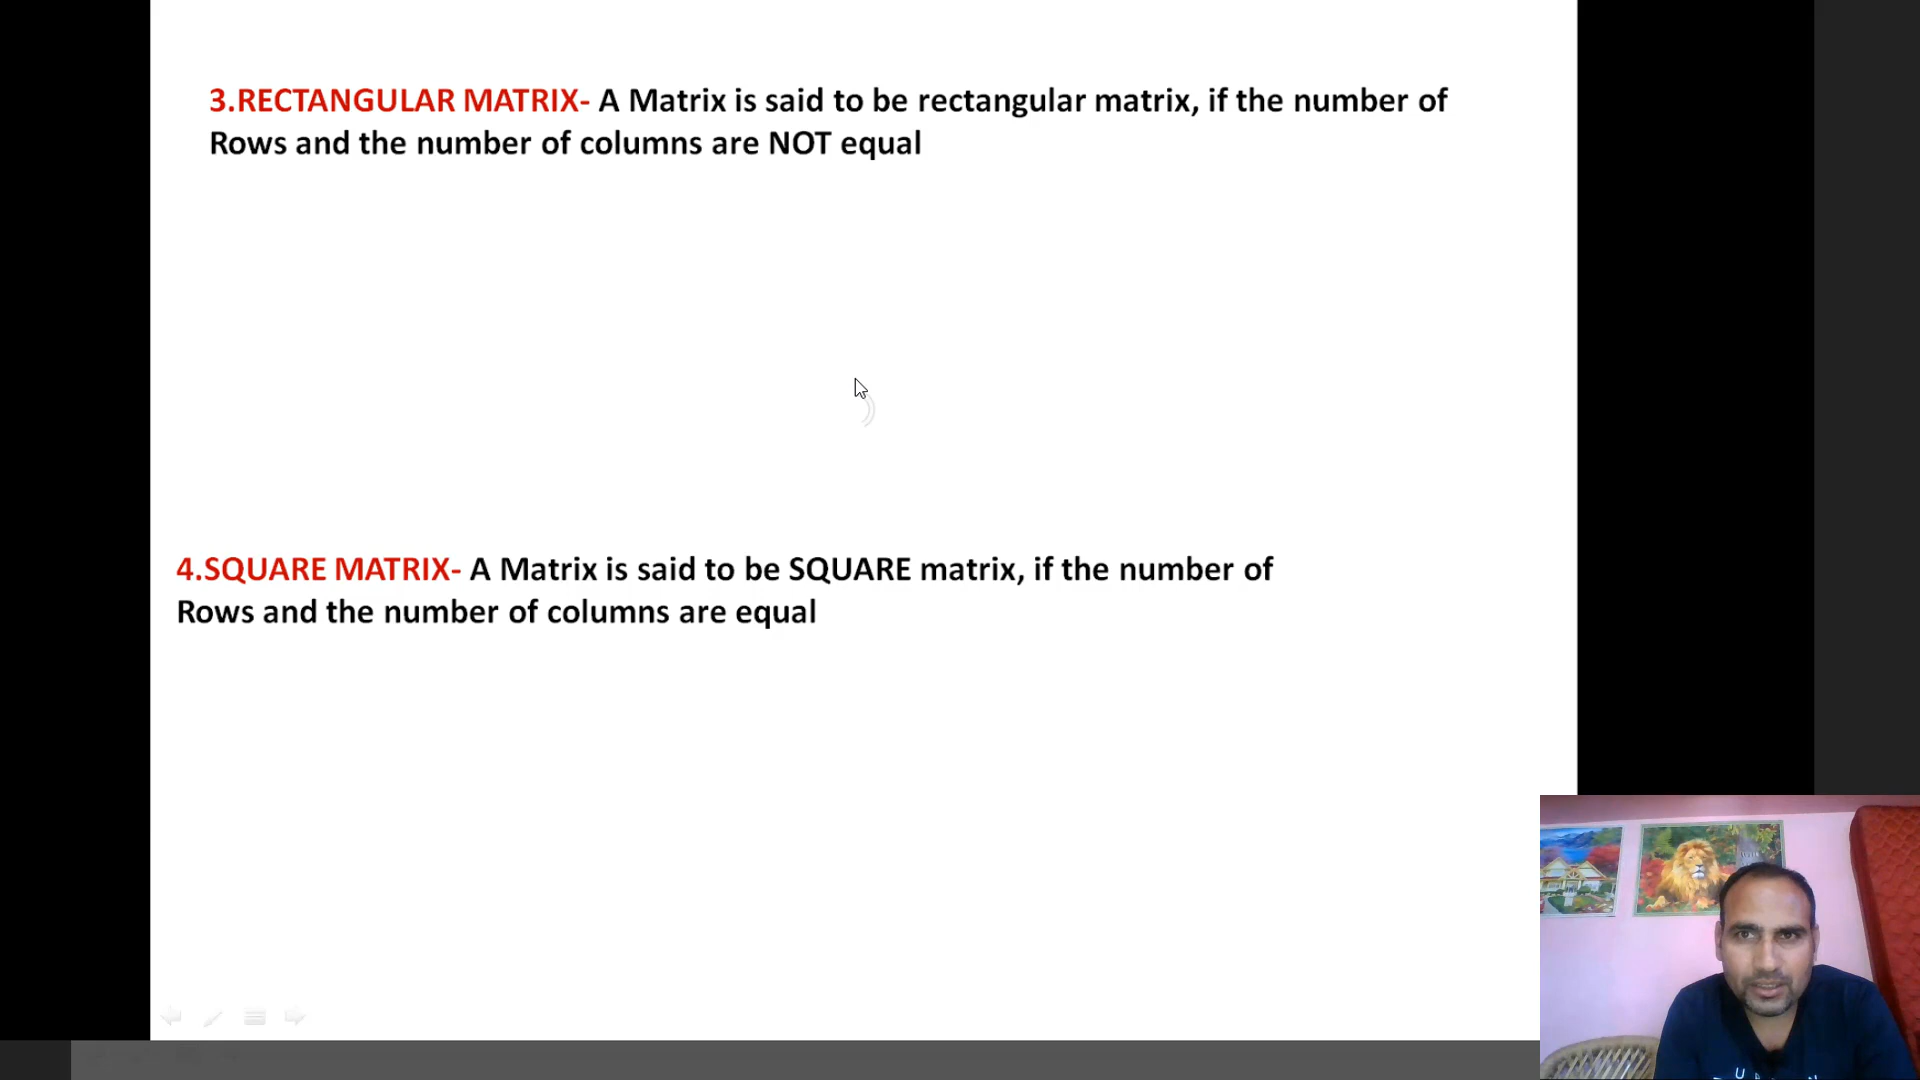 3.RECTANGULAR MATRIX- A Matrix is said to be rectangular matrix, if the number of
Rows and the number of columns are NOT equal
4.SQUARE MATRIX- A Matrix is said to be SQUARE matrix, if the number of
Rows and the number of columns are equal